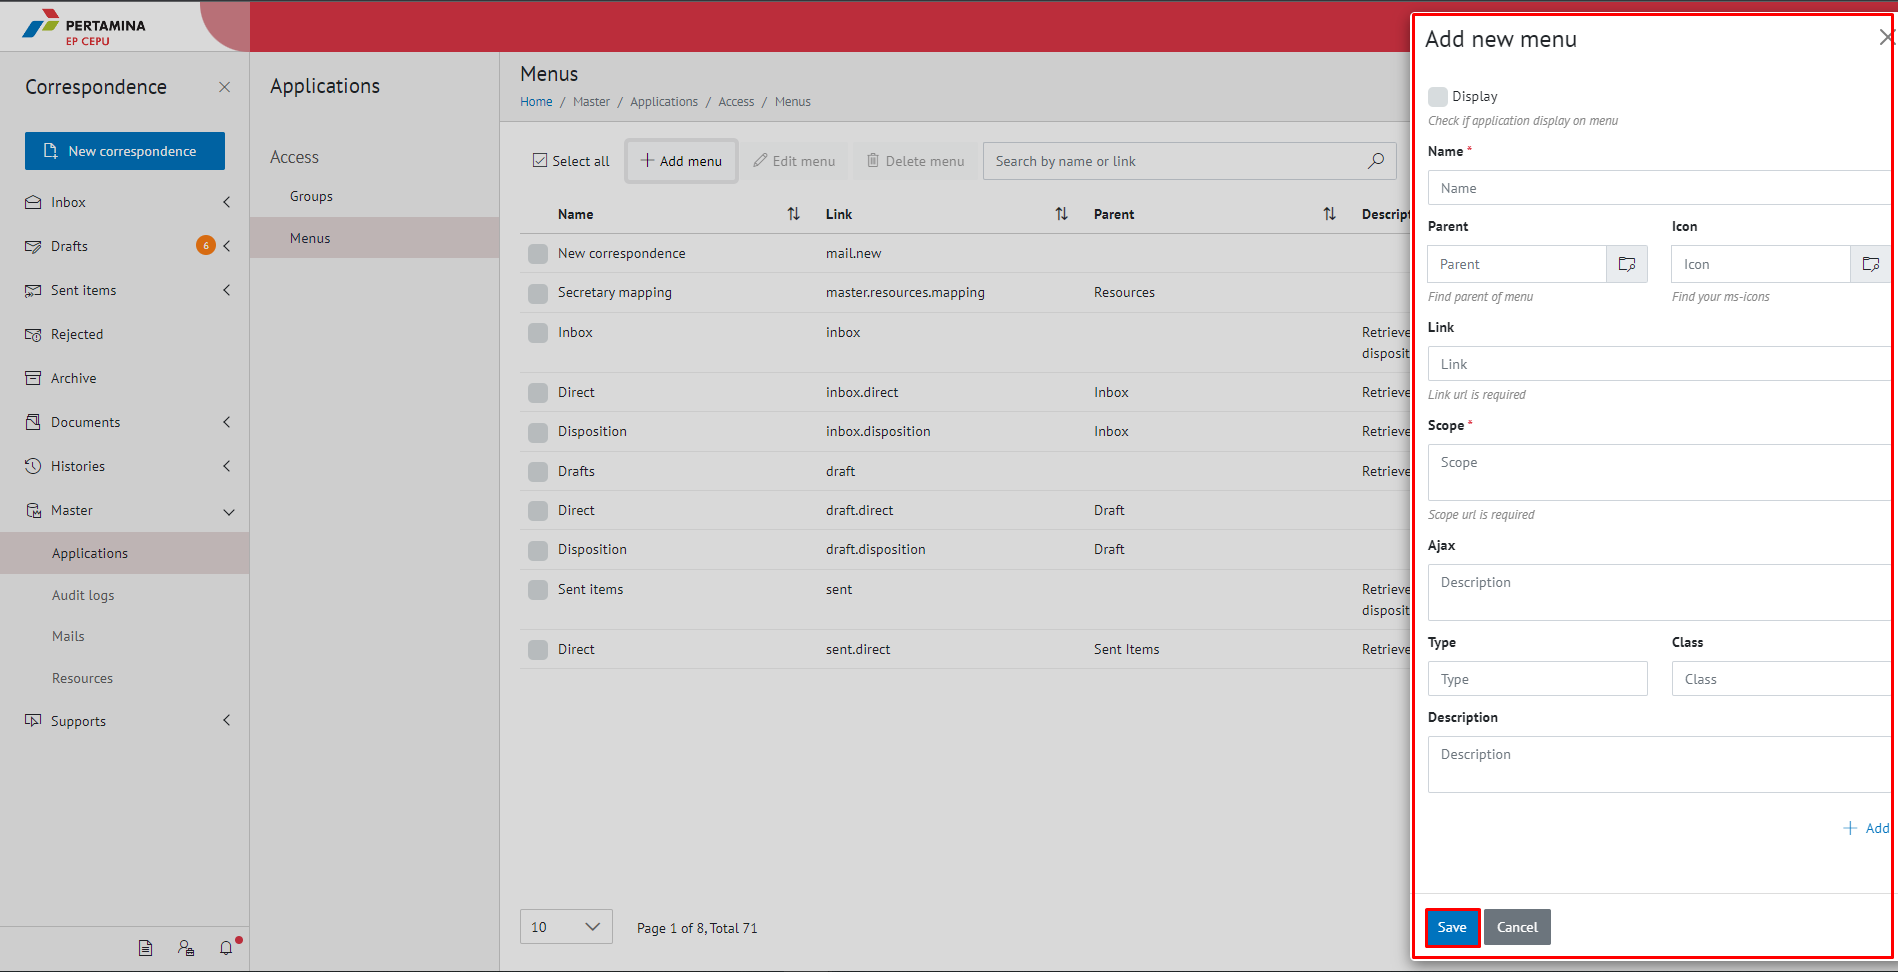 PERTAMINA
EP CEPU
Correspondence
New correspondence
Inbox
Drafts
6
Sent items
Rejected
Archive
Documents
Histories
Master
Applications
Audit logs
Mails
Resources
Supports
Applications
Access
Groups
Menus
Menus
Home / Master / Applications / Access / Menus
Select all
Add menu
Edit menu
Delete menu
Search by name or link
Name Link Parent Descript
New correspondence mail.new
Secretary mapping master.resources.mapping Resources
Inbox inbox Retrieve
disposit
Direct inbox.direct Inbox Retrieve
Disposition inbox.disposition Inbox Retrieve
Drafts draft Retrieve
Direct draft.direct Draft
Disposition draft.disposition Draft
Sent items sent Retrieve
disposit
Direct sent.direct Sent Items Retrieve
10
Page 1 of 8, Total 71
Add new menu
Display
Check if application display on menu
Name *
Name
Parent Icon
Parent Icon
Find parent of menu Find your ms-icons
Link
Link
Link url is required
Scope *
Scope
Scope url is required
Ajax
Description
Type Class
Type Class
Description
Description
Add
Save Cancel